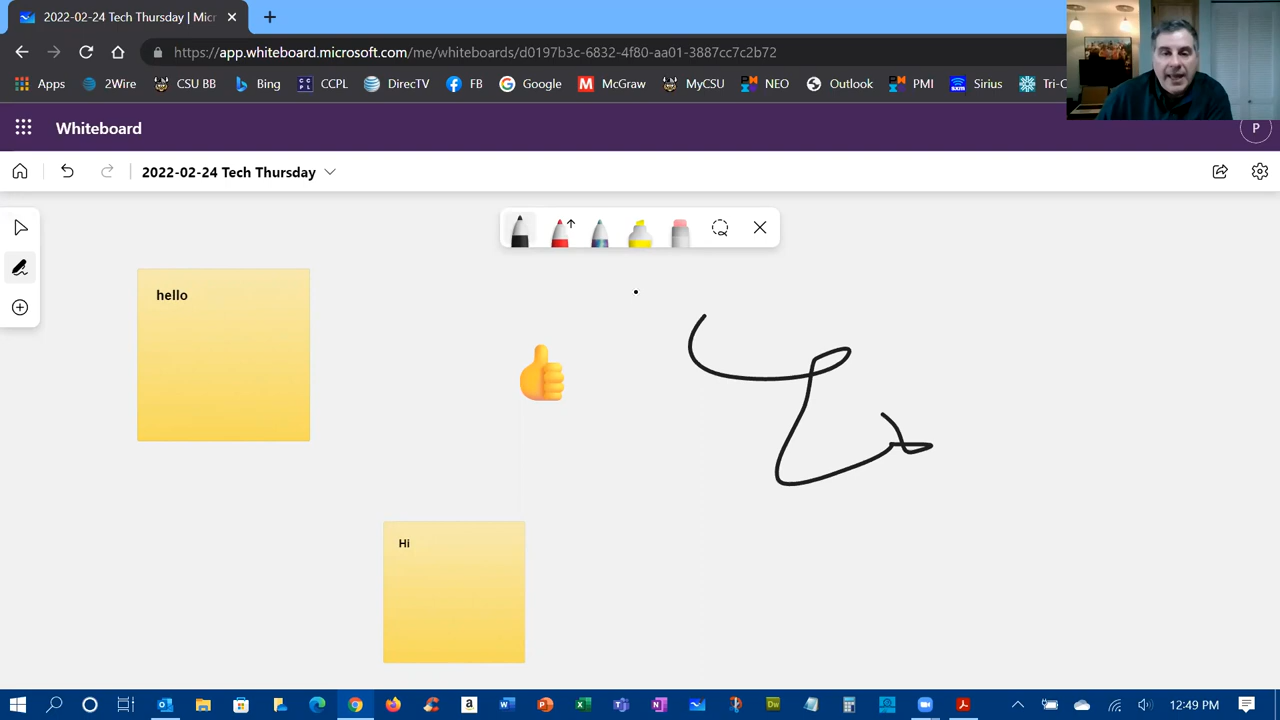 2022-02-24 Tech Thursday | Micr
https://app.whiteboard.microsoft.com/me/whiteboards/d0197b3c-6832-4f80-aa01-3887cc7c2b72
Apps 2Wire CSU BB Bing CCPL DirecTV FB Google McGraw MyCSU NEO Outlook PMI Sirius Tri-C
Whiteboard
P
2022-02-24 Tech Thursday
hello
Hi
12:49 PM